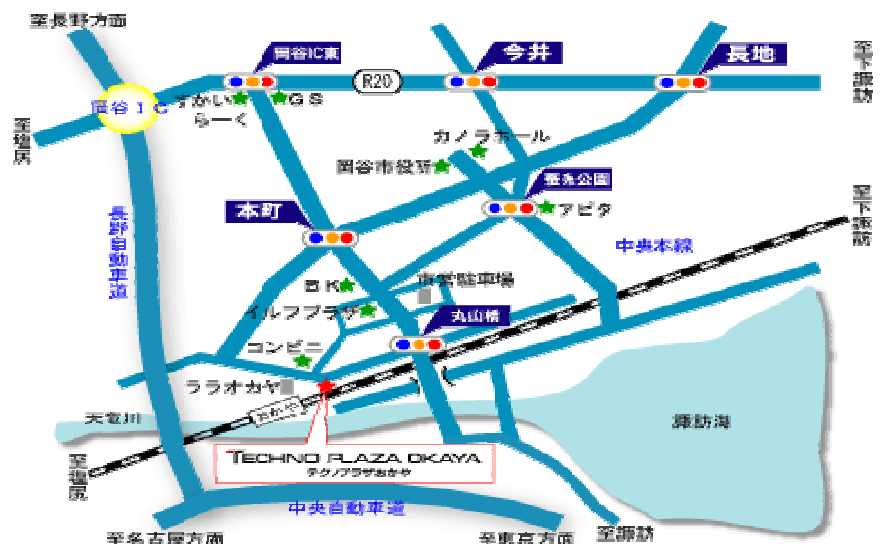 至長野方面
岡谷IC東
今井
長地
至下諏訪
R20
岡谷IC
すかいらーく
GS
至塩尻
カノラホール
岡谷市役所
蚕糸公園
アピタ
本町
至下諏訪
長野自動車道
中央本線
BK
市営駐車場
イルフプラザ
丸山橋
コンビニ
ララオカヤ
おかや
天竜川
諏訪湖
TECHNO PLAZA OKAYA
テクノプラザおかや
至塩尻
中央自動車道
至名古屋方面
至東京方面
至諏訪